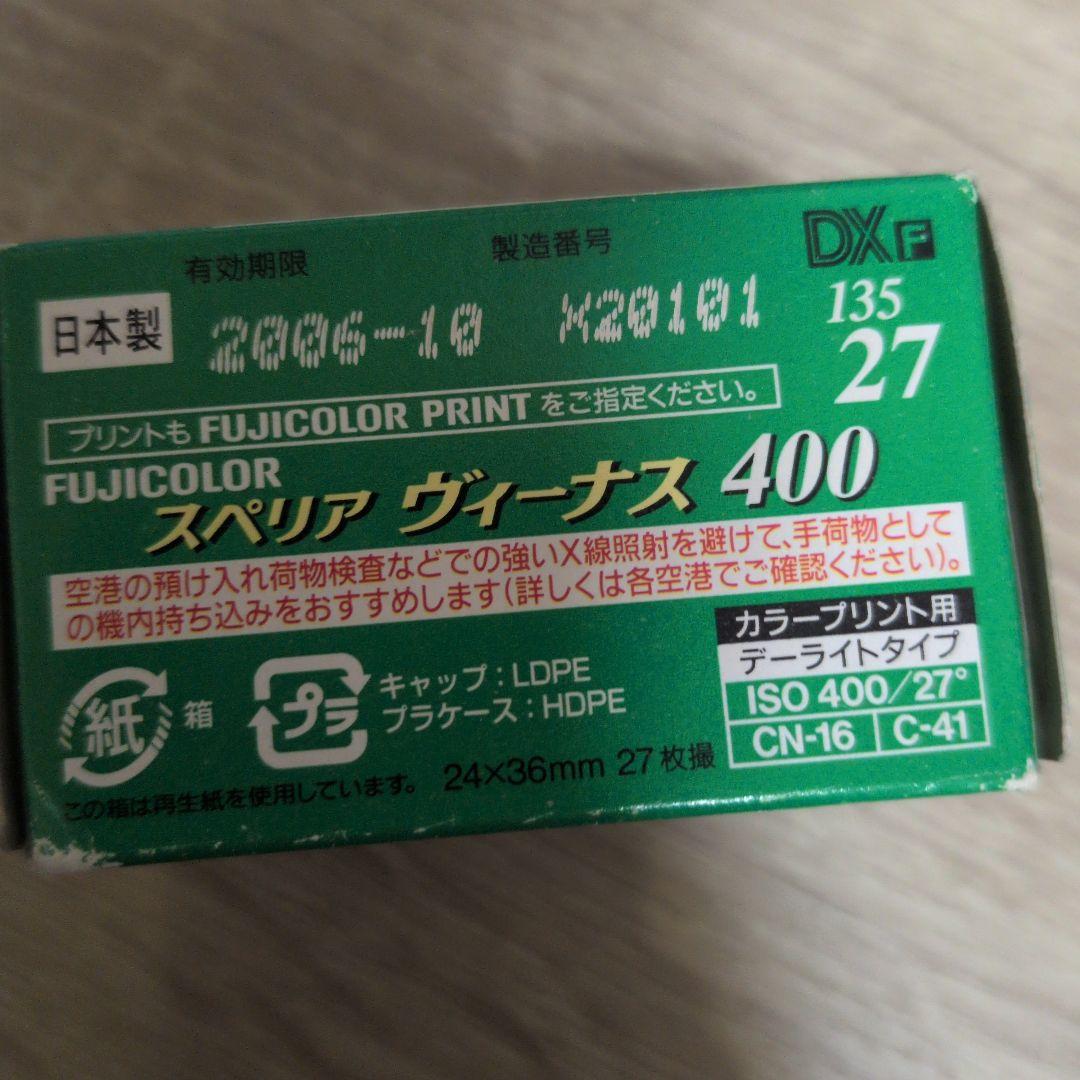 有効期限 製造番号 DX F
日本製 2006-10 X20101 135
27
プリントも FUJICOLOR PRINT をご指定ください。
FUJICOLOR
スペリア ヴィーナス 400
空港の預け入れ荷物検査などでの強いX線照射を避けて、手荷物として
の機内持ち込みをおすすめします(詳しくは各空港でご確認ください)。
紙 箱
プラ キャップ : LDPE
プラケース : HDPE
カラープリント用
デーライトタイプ
ISO 400/27°
CN-16 C-41
この箱は再生紙を使用しています。 24×36mm 27枚撮